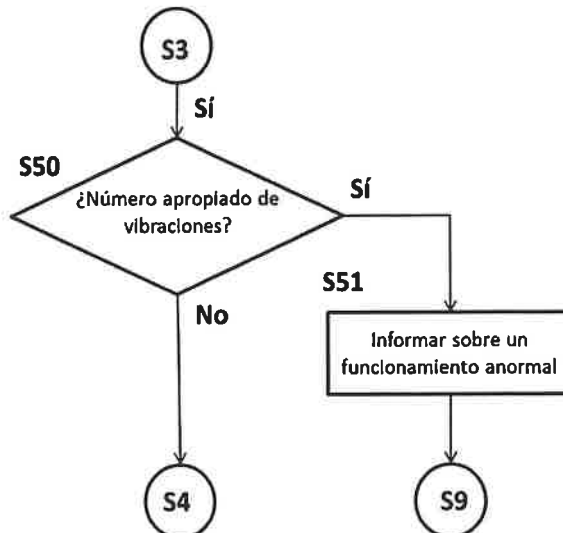 S3
Sí
S50
¿Número apropiado de
vibraciones?
Sí
S51
No
Informar sobre un
funcionamiento anormal
S4
S9